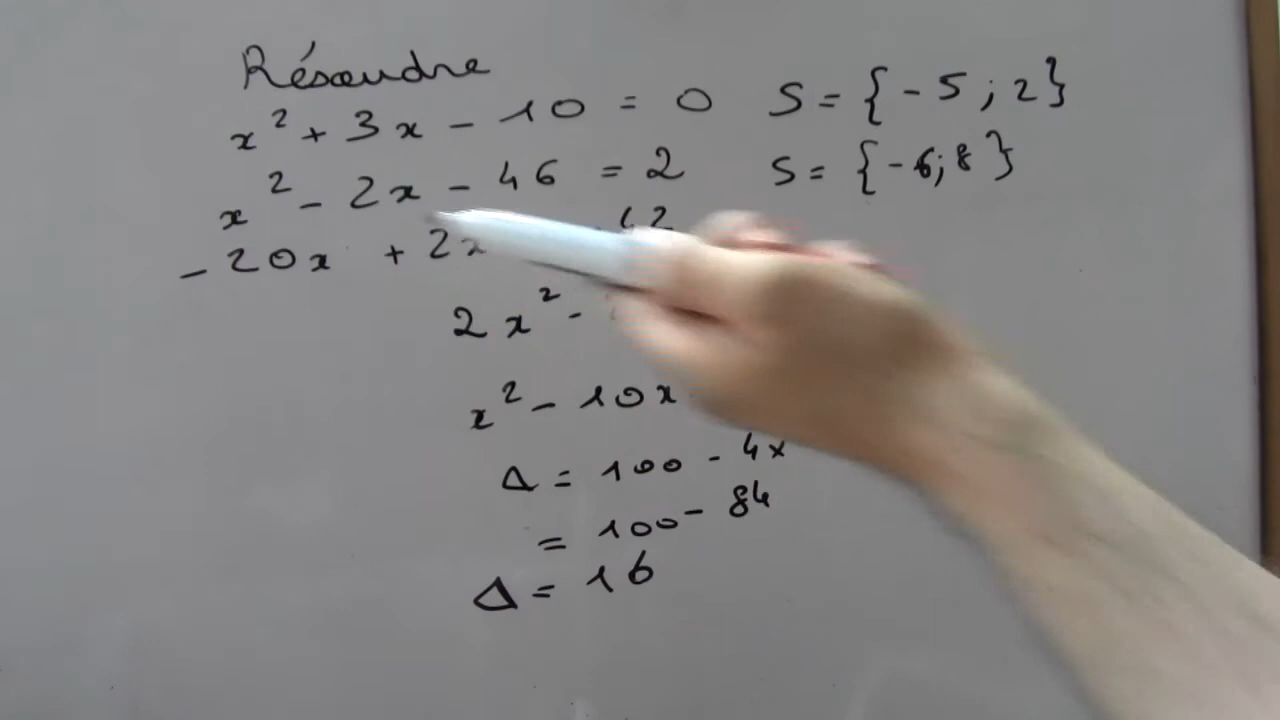 Résoudre
x² + 3x - 10 = 0 S = {-5 ; 2}
x² - 2x - 46 = 2 S = {-6; 8}
-20x + 2x
2x² -
x² - 10x
Δ = 100 - 4x
= 100 - 84
Δ = 16